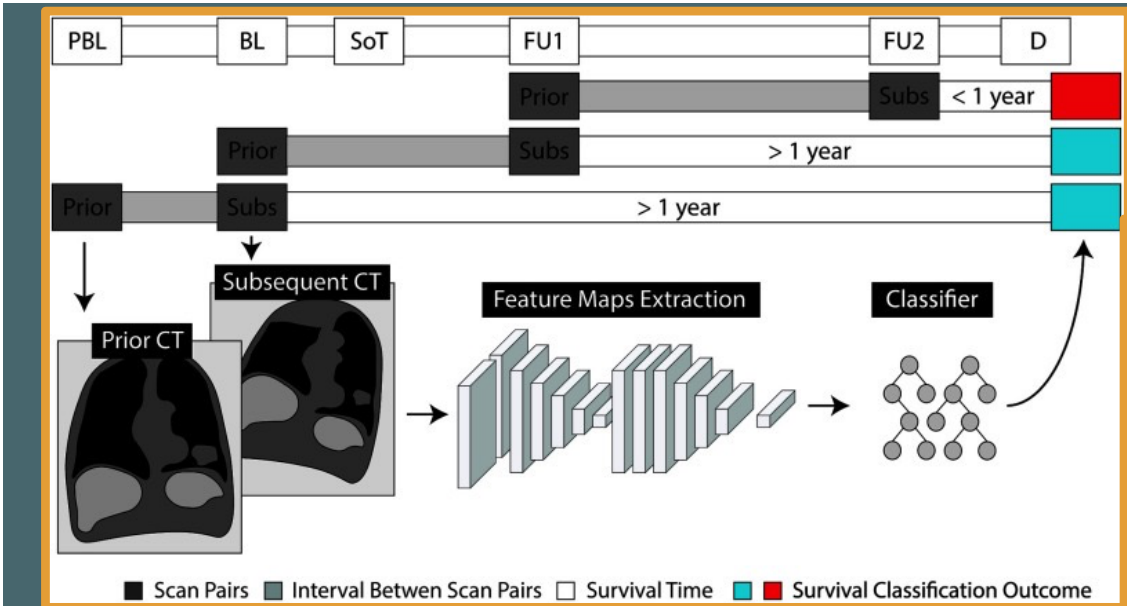 PBL BL SoT FU1 FU2 D
Prior Subs < 1 year
Prior Subs > 1 year
Prior Subs > 1 year
Subsequent CT
Prior CT
Feature Maps Extraction
Classifier
Scan Pairs Interval Betwen Scan Pairs Survival Time Survival Classification Outcome